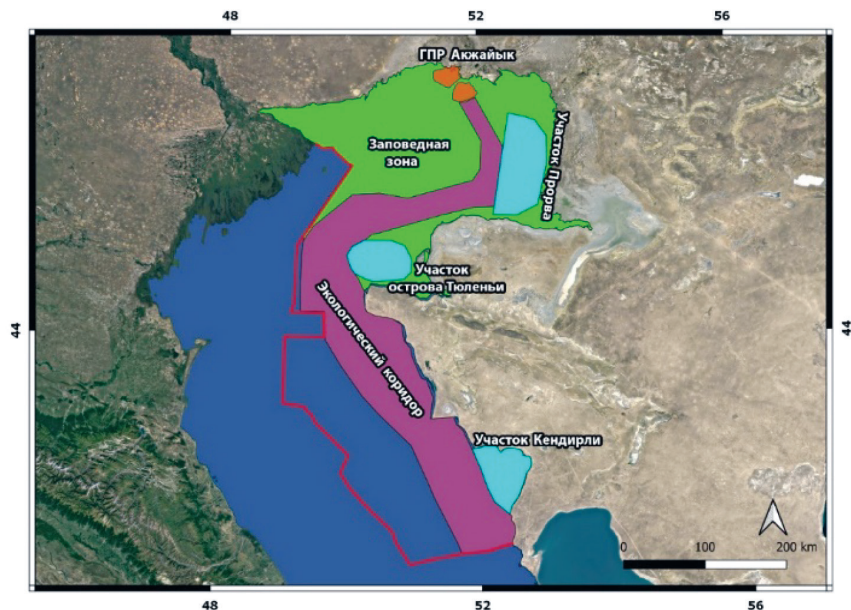 48 52 56
ГПР Акжайык
Участок Прорва
Заповедная
зона
Участок
острова Тюленьи
44 44
Экологический коридор
Участок Кендирли
0 100 200 km
48 52 56